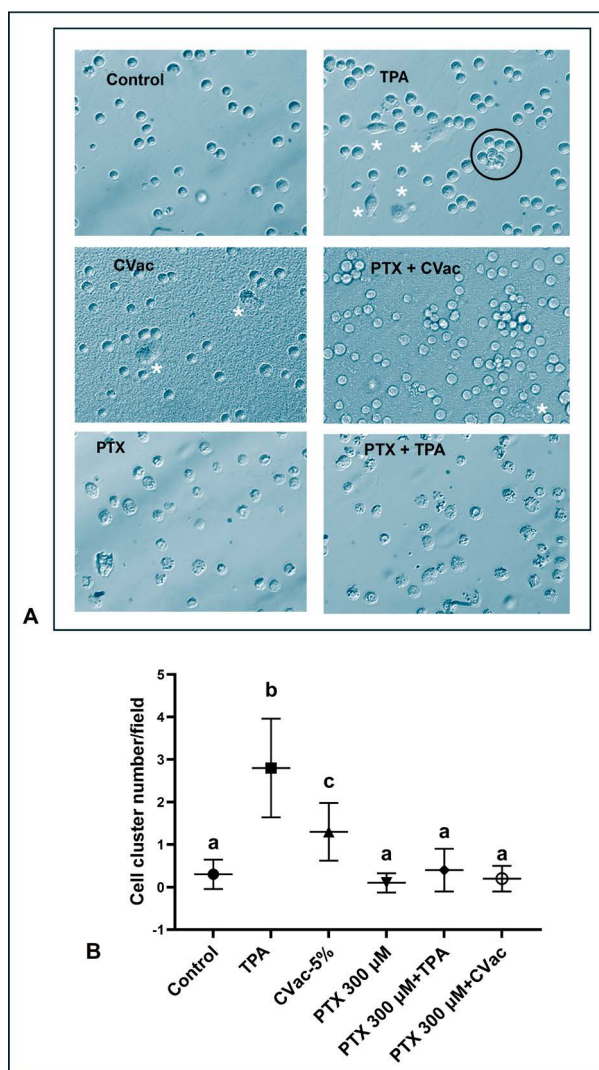 Control
TPA
*
*
*
*
CVac
PTX + CVac
*
*
*
PTX
PTX + TPA
A
5
b
4
3
c
2
a
a
a
a
1
0
-1
Cell cluster number/field
B
Control
TPA
CVac-5%
PTX 300 µM
PTX 300 µM+TPA
PTX 300 µM+CVac